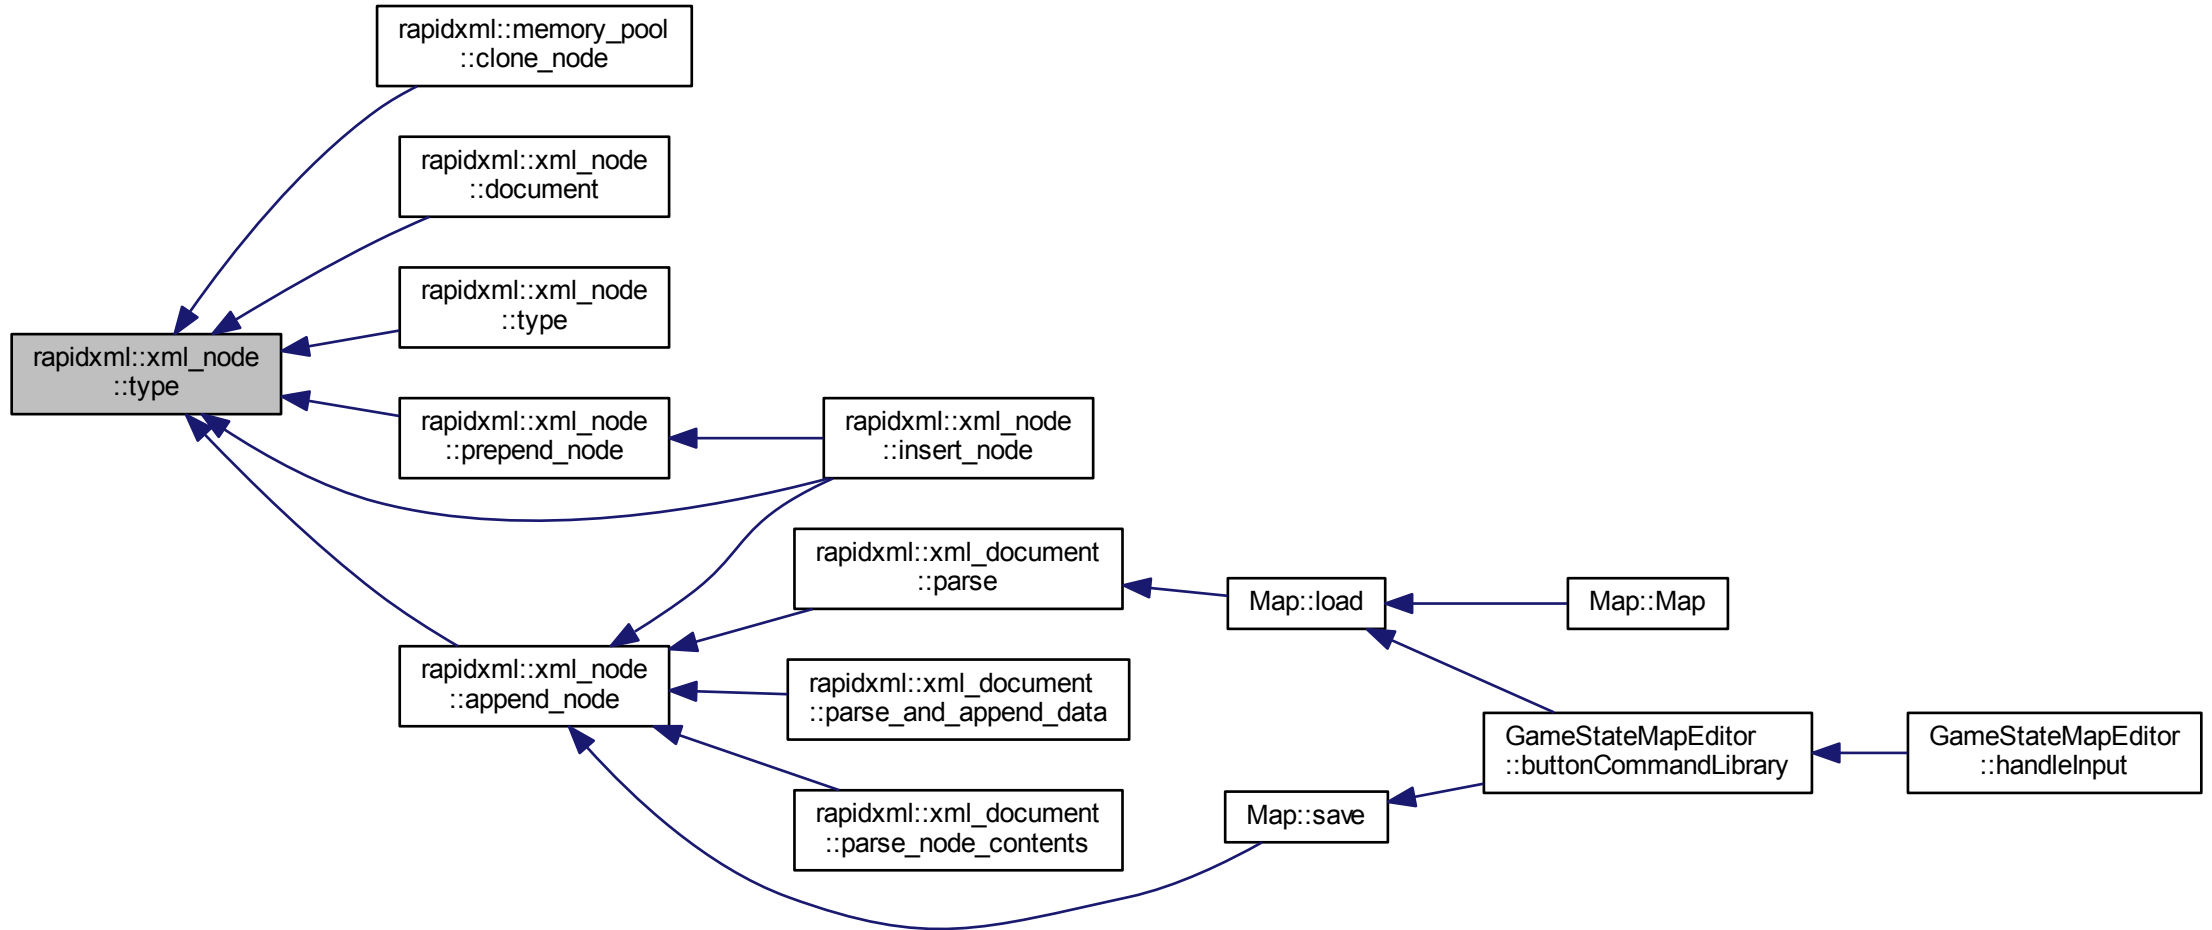 rapidxml::memory_pool
::clone_node
rapidxml::xml_node
::document
rapidxml::xml_node
::type
rapidxml::xml_node
::type
rapidxml::xml_node
::prepend_node
rapidxml::xml_node
::insert_node
rapidxml::xml_document
::parse
Map::load
Map::Map
rapidxml::xml_node
::append_node
rapidxml::xml_document
::parse_and_append_data
GameStateMapEditor
::buttonCommandLibrary
GameStateMapEditor
::handleInput
rapidxml::xml_document
::parse_node_contents
Map::save